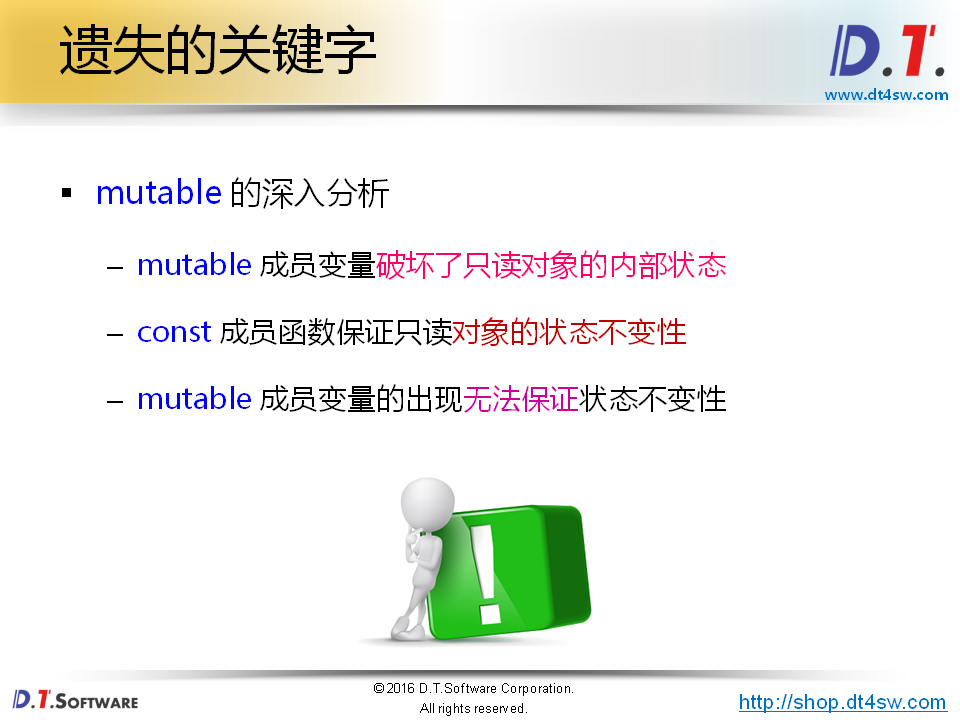 遗失的关键字
D.T.
www.dt4sw.com
▪ mutable 的深入分析
– mutable 成员变量破坏了只读对象的内部状态
– const 成员函数保证只读对象的状态不变性
– mutable 成员变量的出现无法保证状态不变性
!
D.T.SOFTWARE
©2016 D.T.Software Corporation.
All rights reserved.
http://shop.dt4sw.com